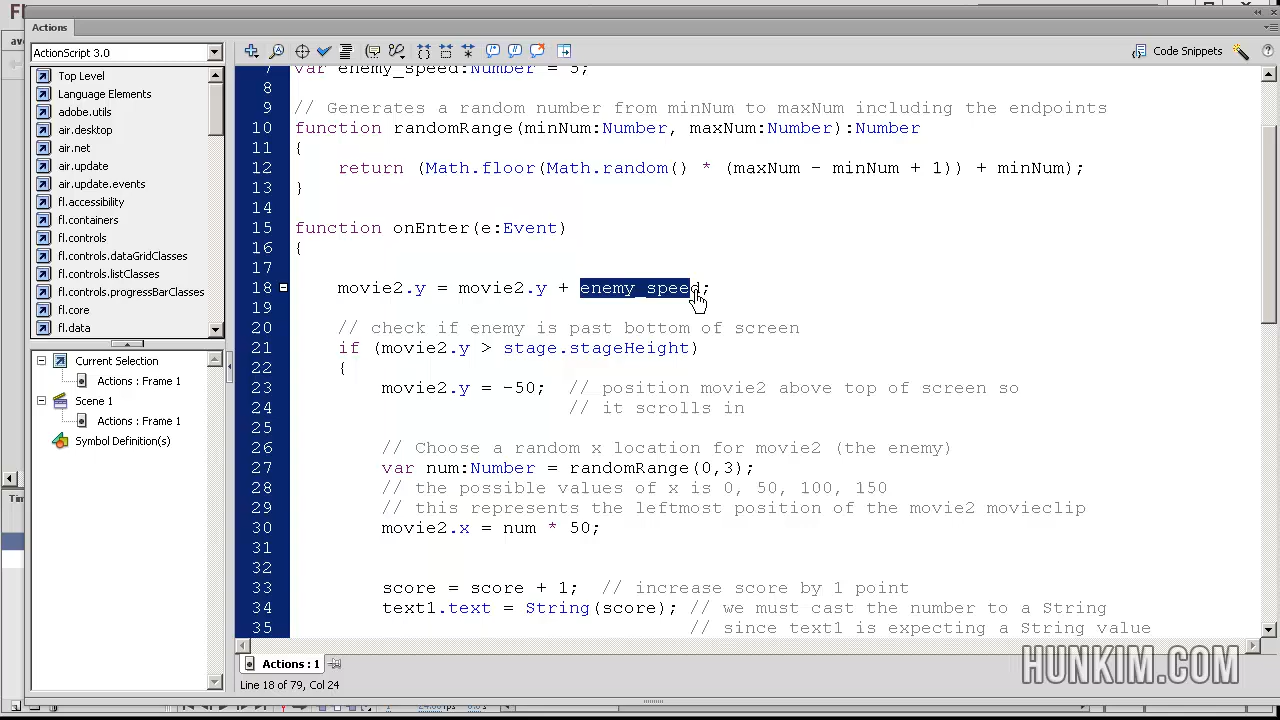 Fl
Actions
ave
ActionScript 3.0
Code Snippets
Top Level
Language Elements
adobe.utils
air.desktop
air.net
air.update
air.update.events
fl.accessibility
fl.containers
fl.controls
fl.controls.dataGridClasses
fl.controls.listClasses
fl.controls.progressBarClasses
fl.core
fl.data
Current Selection
Actions : Frame 1
Scene 1
Actions : Frame 1
Symbol Definition(s)
7 var enemy_speed:Number = 5;
8
9 // Generates a random number from minNum to maxNum including the endpoints
10 function randomRange(minNum:Number, maxNum:Number):Number
11 {
12 return (Math.floor(Math.random() * (maxNum - minNum + 1)) + minNum);
13 }
14
15 function onEnter(e:Event)
16 {
17
18 movie2.y = movie2.y + enemy_speed;
19
20 // check if enemy is past bottom of screen
21 if (movie2.y > stage.stageHeight)
22 {
23 movie2.y = -50; // position movie2 above top of screen so
24 // it scrolls in
25
26 // Choose a random x location for movie2 (the enemy)
27 var num:Number = randomRange(0,3);
28 // the possible values of x is 0, 50, 100, 150
29 // this represents the leftmost position of the movie2 movieclip
30 movie2.x = num * 50;
31
32
33 score = score + 1; // increase score by 1 point
34 text1.text = String(score); // we must cast the number to a String
35 // since text1 is expecting a String value
Tim
Actions : 1
Line 18 of 79, Col 24
HUNKIM.COM